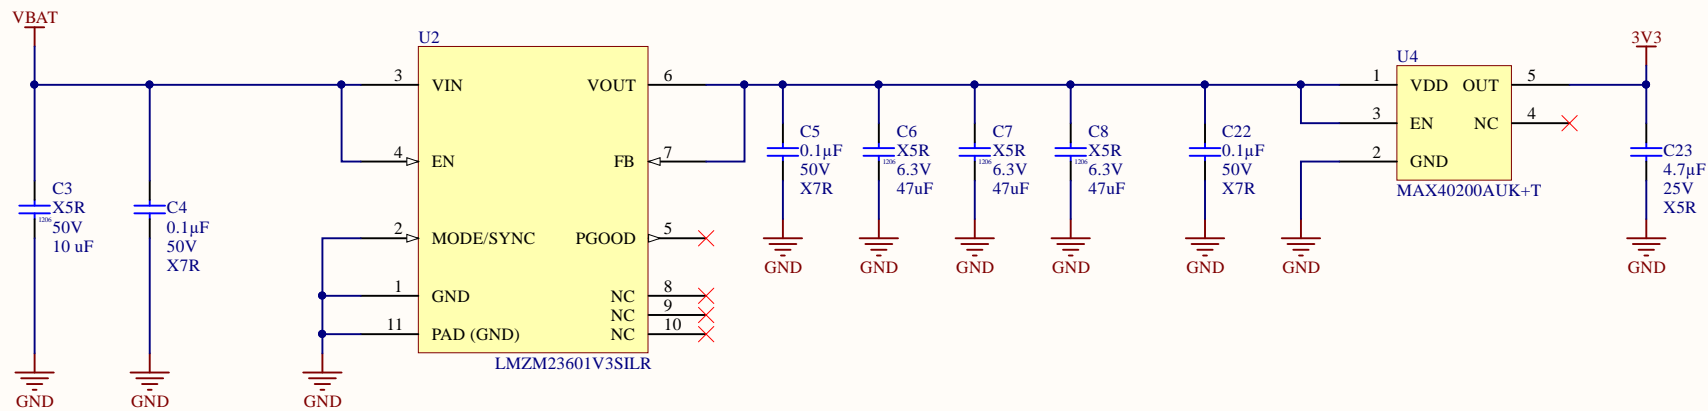 VBAT
U2
3V3
U4
3 VIN VOUT 6
1 VDD OUT 5
4 EN FB 7
3 EN NC 4
2 GND
MAX40200AUK+T
C5
0.1µF
50V
X7R
C6
X5R
1206
6.3V
47uF
C7
X5R
1206
6.3V
47uF
C8
X5R
1206
6.3V
47uF
C22
0.1µF
50V
X7R
C23
4.7µF
25V
X5R
C3
X5R
1206
50V
10 uF
C4
0.1µF
50V
X7R
2 MODE/SYNC PGOOD 5
1 GND NC 8
NC 9
11 PAD (GND) NC 10
LMZM23601V3SILR
GND
GND
GND
GND
GND
GND
GND
GND
GND
GND